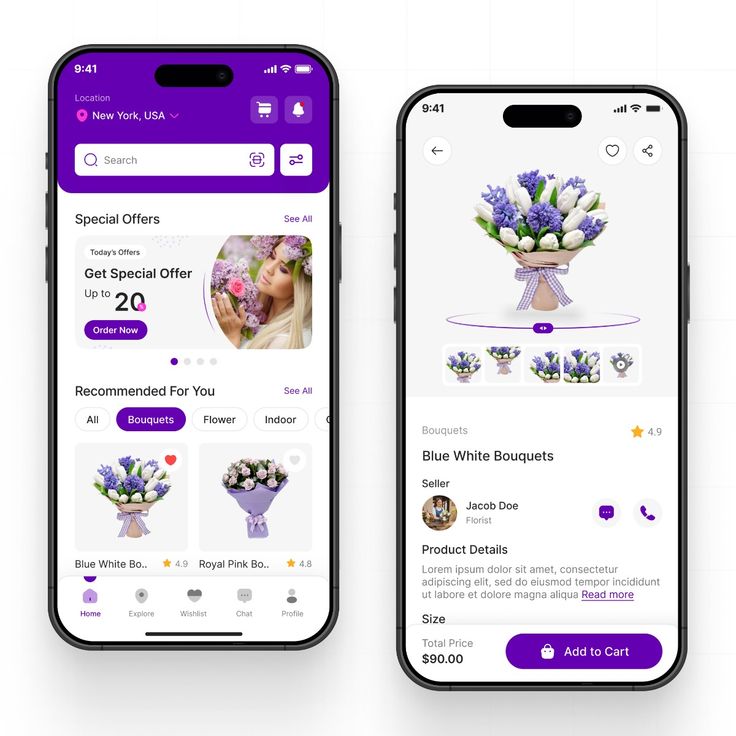 9:41
Location
New York, USA
Search
Special Offers
See All
Today's Offers
Get Special Offer
Up to 20
Order Now
Recommended For You
See All
All
Bouquets
Flower
Indoor
Blue White Bo..
4.9
Royal Pink Bo..
4.8
Home
Explore
Wishlist
Chat
Profile
9:41
Bouquets
4.9
Blue White Bouquets
Seller
Jacob Doe
Florist
Product Details
Lorem ipsum dolor sit amet, consectetur
adipiscing elit, sed do eiusmod tempor incididunt
ut labore et dolore magna aliqua Read more
Size
Total Price
$90.00
Add to Cart